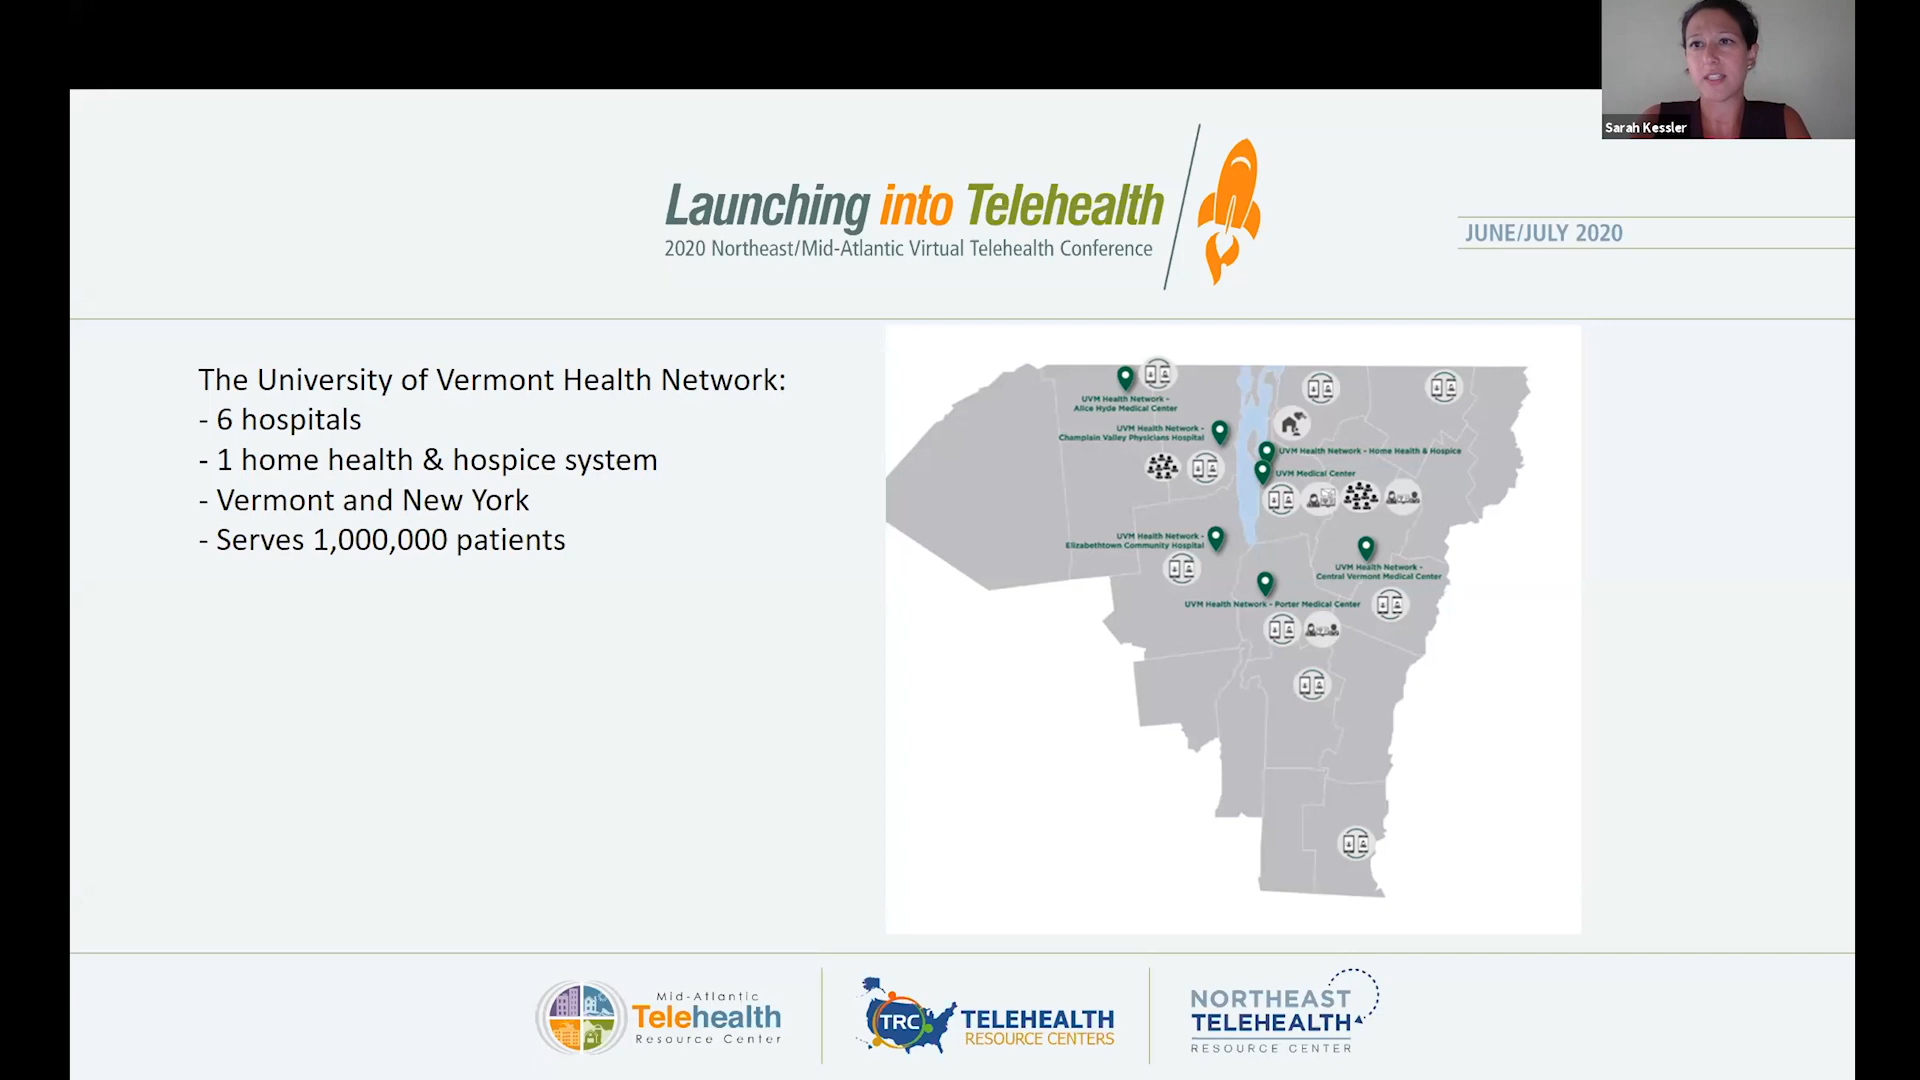 Sarah Kessler
Launching into Telehealth
2020 Northeast/Mid-Atlantic Virtual Telehealth Conference
JUNE/JULY 2020
The University of Vermont Health Network:
- 6 hospitals
- 1 home health & hospice system
- Vermont and New York
- Serves 1,000,000 patients
UVM Health Network -
Alice Hyde Medical Center
UVM Health Network -
Champlain Valley Physicians Hospital
UVM Health Network - Home Health & Hospice
UVM Medical Center
UVM Health Network -
Elizabethtown Community Hospital
UVM Health Network -
Central Vermont Medical Center
UVM Health Network - Porter Medical Center
Mid-Atlantic
Telehealth
Resource Center
TRC
TELEHEALTH
RESOURCE CENTERS
NORTHEAST
TELEHEALTH
RESOURCE CENTER